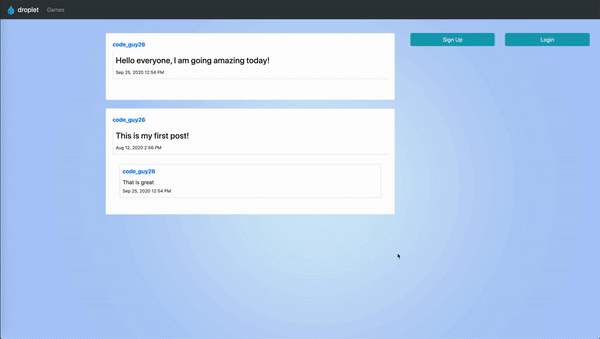 droplet Games
Sign Up Login
code_guy26
Hello everyone, I am going amazing today!
Sep 25, 2020 12:54 PM
code_guy26
This is my first post!
Aug 12, 2020 2:56 PM
code_guy26
That is great
Sep 25, 2020 12:54 PM